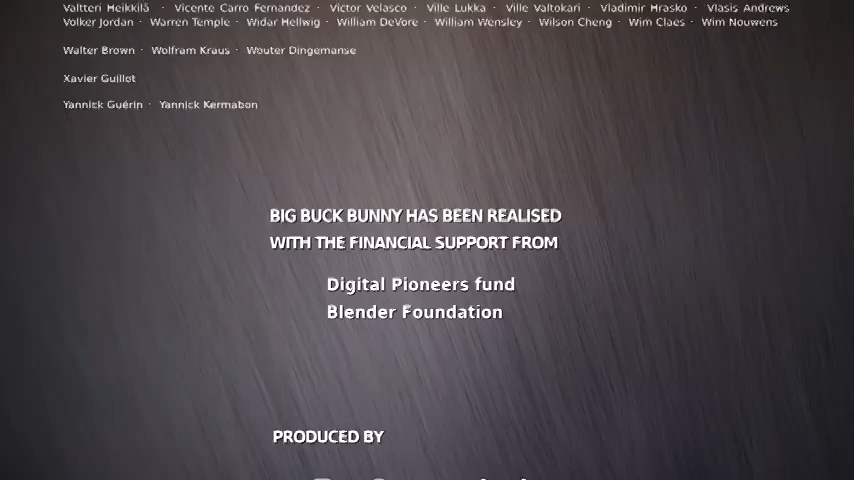 Valtteri Heikkilä · Vicente Carro Fernandez · Victor Velasco · Ville Lukka · Ville Valtokari · Vladimir Hrasko · Vlasis Andrews
Volker Jordan · Warren Temple · Widar Hellwig · William DeVore · William Wensley · Wilson Cheng · Wim Claes · Wim Nouwens
Walter Brown · Wolfram Kraus · Wouter Dingemanse
Xavier Guillot
Yannick Guérin · Yannick Kermabon
BIG BUCK BUNNY HAS BEEN REALISED
WITH THE FINANCIAL SUPPORT FROM
Digital Pioneers fund
Blender Foundation
PRODUCED BY